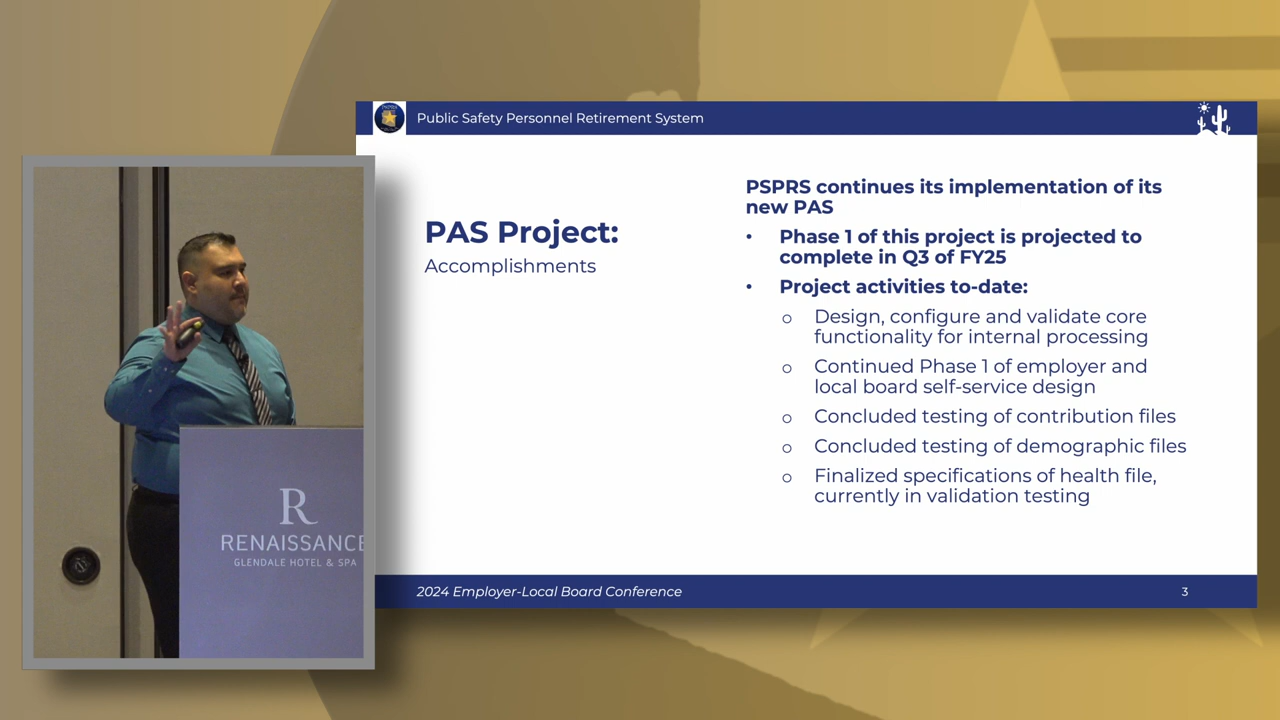 Public Safety Personnel Retirement System
PAS Project:
Accomplishments
PSPRS continues its implementation of its
new PAS
• Phase 1 of this project is projected to
complete in Q3 of FY25
• Project activities to-date:
o Design, configure and validate core
functionality for internal processing
o Continued Phase 1 of employer and
local board self-service design
o Concluded testing of contribution files
o Concluded testing of demographic files
o Finalized specifications of health file,
currently in validation testing
2024 Employer-Local Board Conference
3
R
RENAISSANCE
GLENDALE HOTEL & SPA